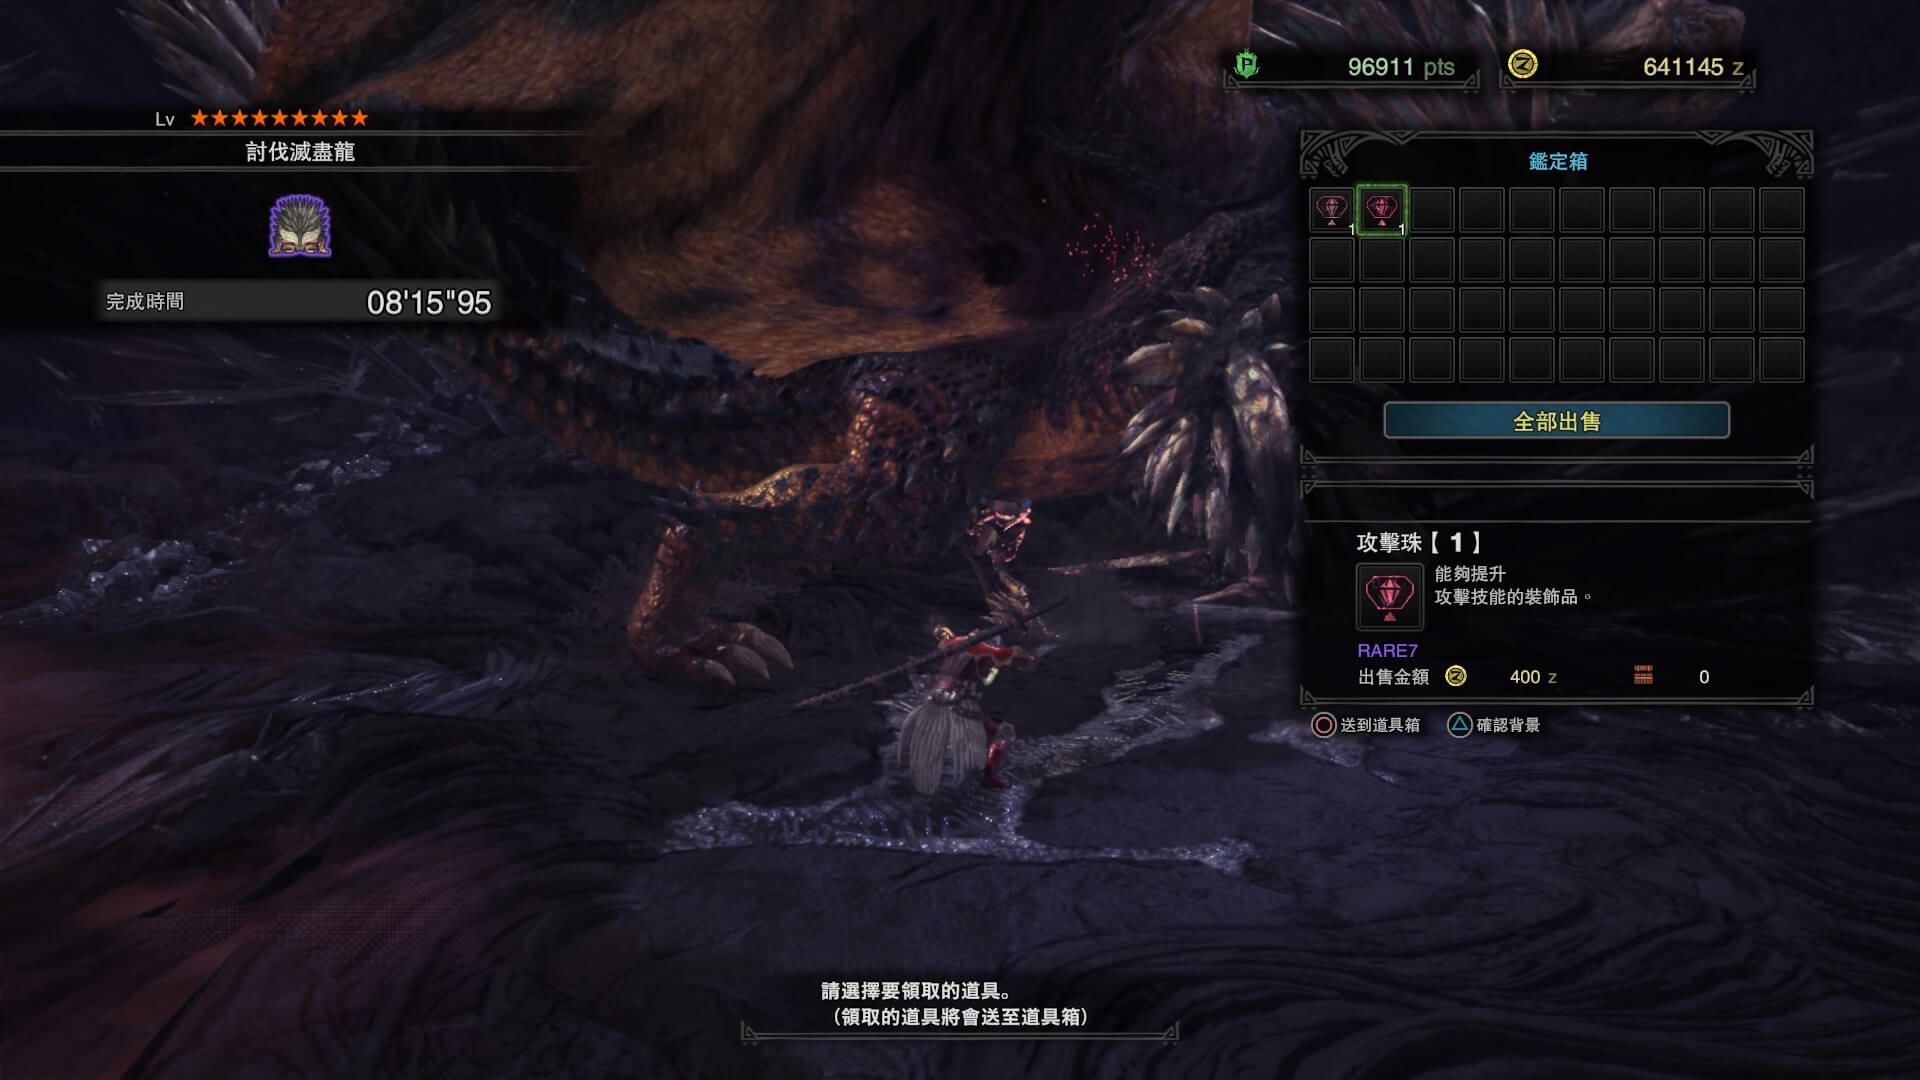 96911 pts
641145 z
Lv ★★★★★★★★★
討伐滅盡龍
完成時間 08'15"95
鑑定箱
1 1
全部出售
攻擊珠【 1 】
能夠提升
攻擊技能的裝飾品。
RARE7
出售金額 400 z 0
送到道具箱 確認背景
請選擇要領取的道具。
（領取的道具將會送至道具箱）